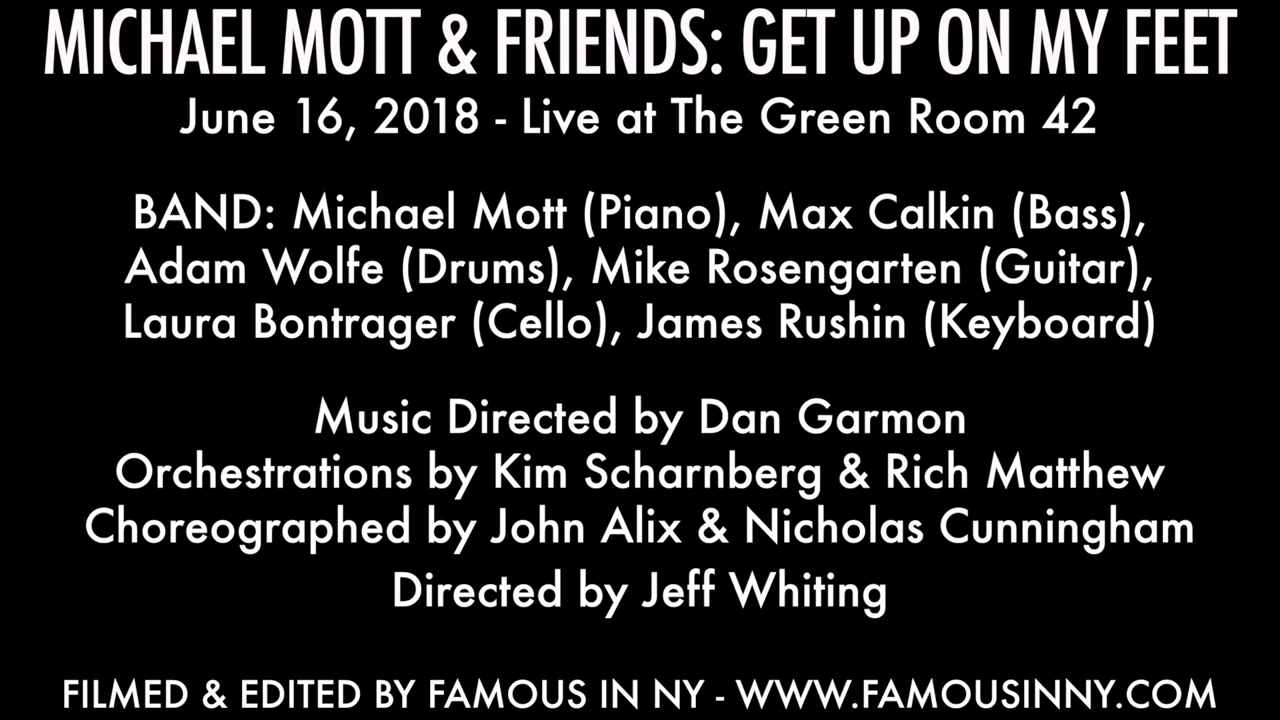 MICHAEL MOTT & FRIENDS: GET UP ON MY FEET
June 16, 2018 - Live at The Green Room 42
BAND: Michael Mott (Piano), Max Calkin (Bass),
Adam Wolfe (Drums), Mike Rosengarten (Guitar),
Laura Bontrager (Cello), James Rushin (Keyboard)
Music Directed by Dan Garmon
Orchestrations by Kim Scharnberg & Rich Matthew
Choreographed by John Alix & Nicholas Cunningham
Directed by Jeff Whiting
FILMED & EDITED BY FAMOUS IN NY - WWW.FAMOUSINNY.COM